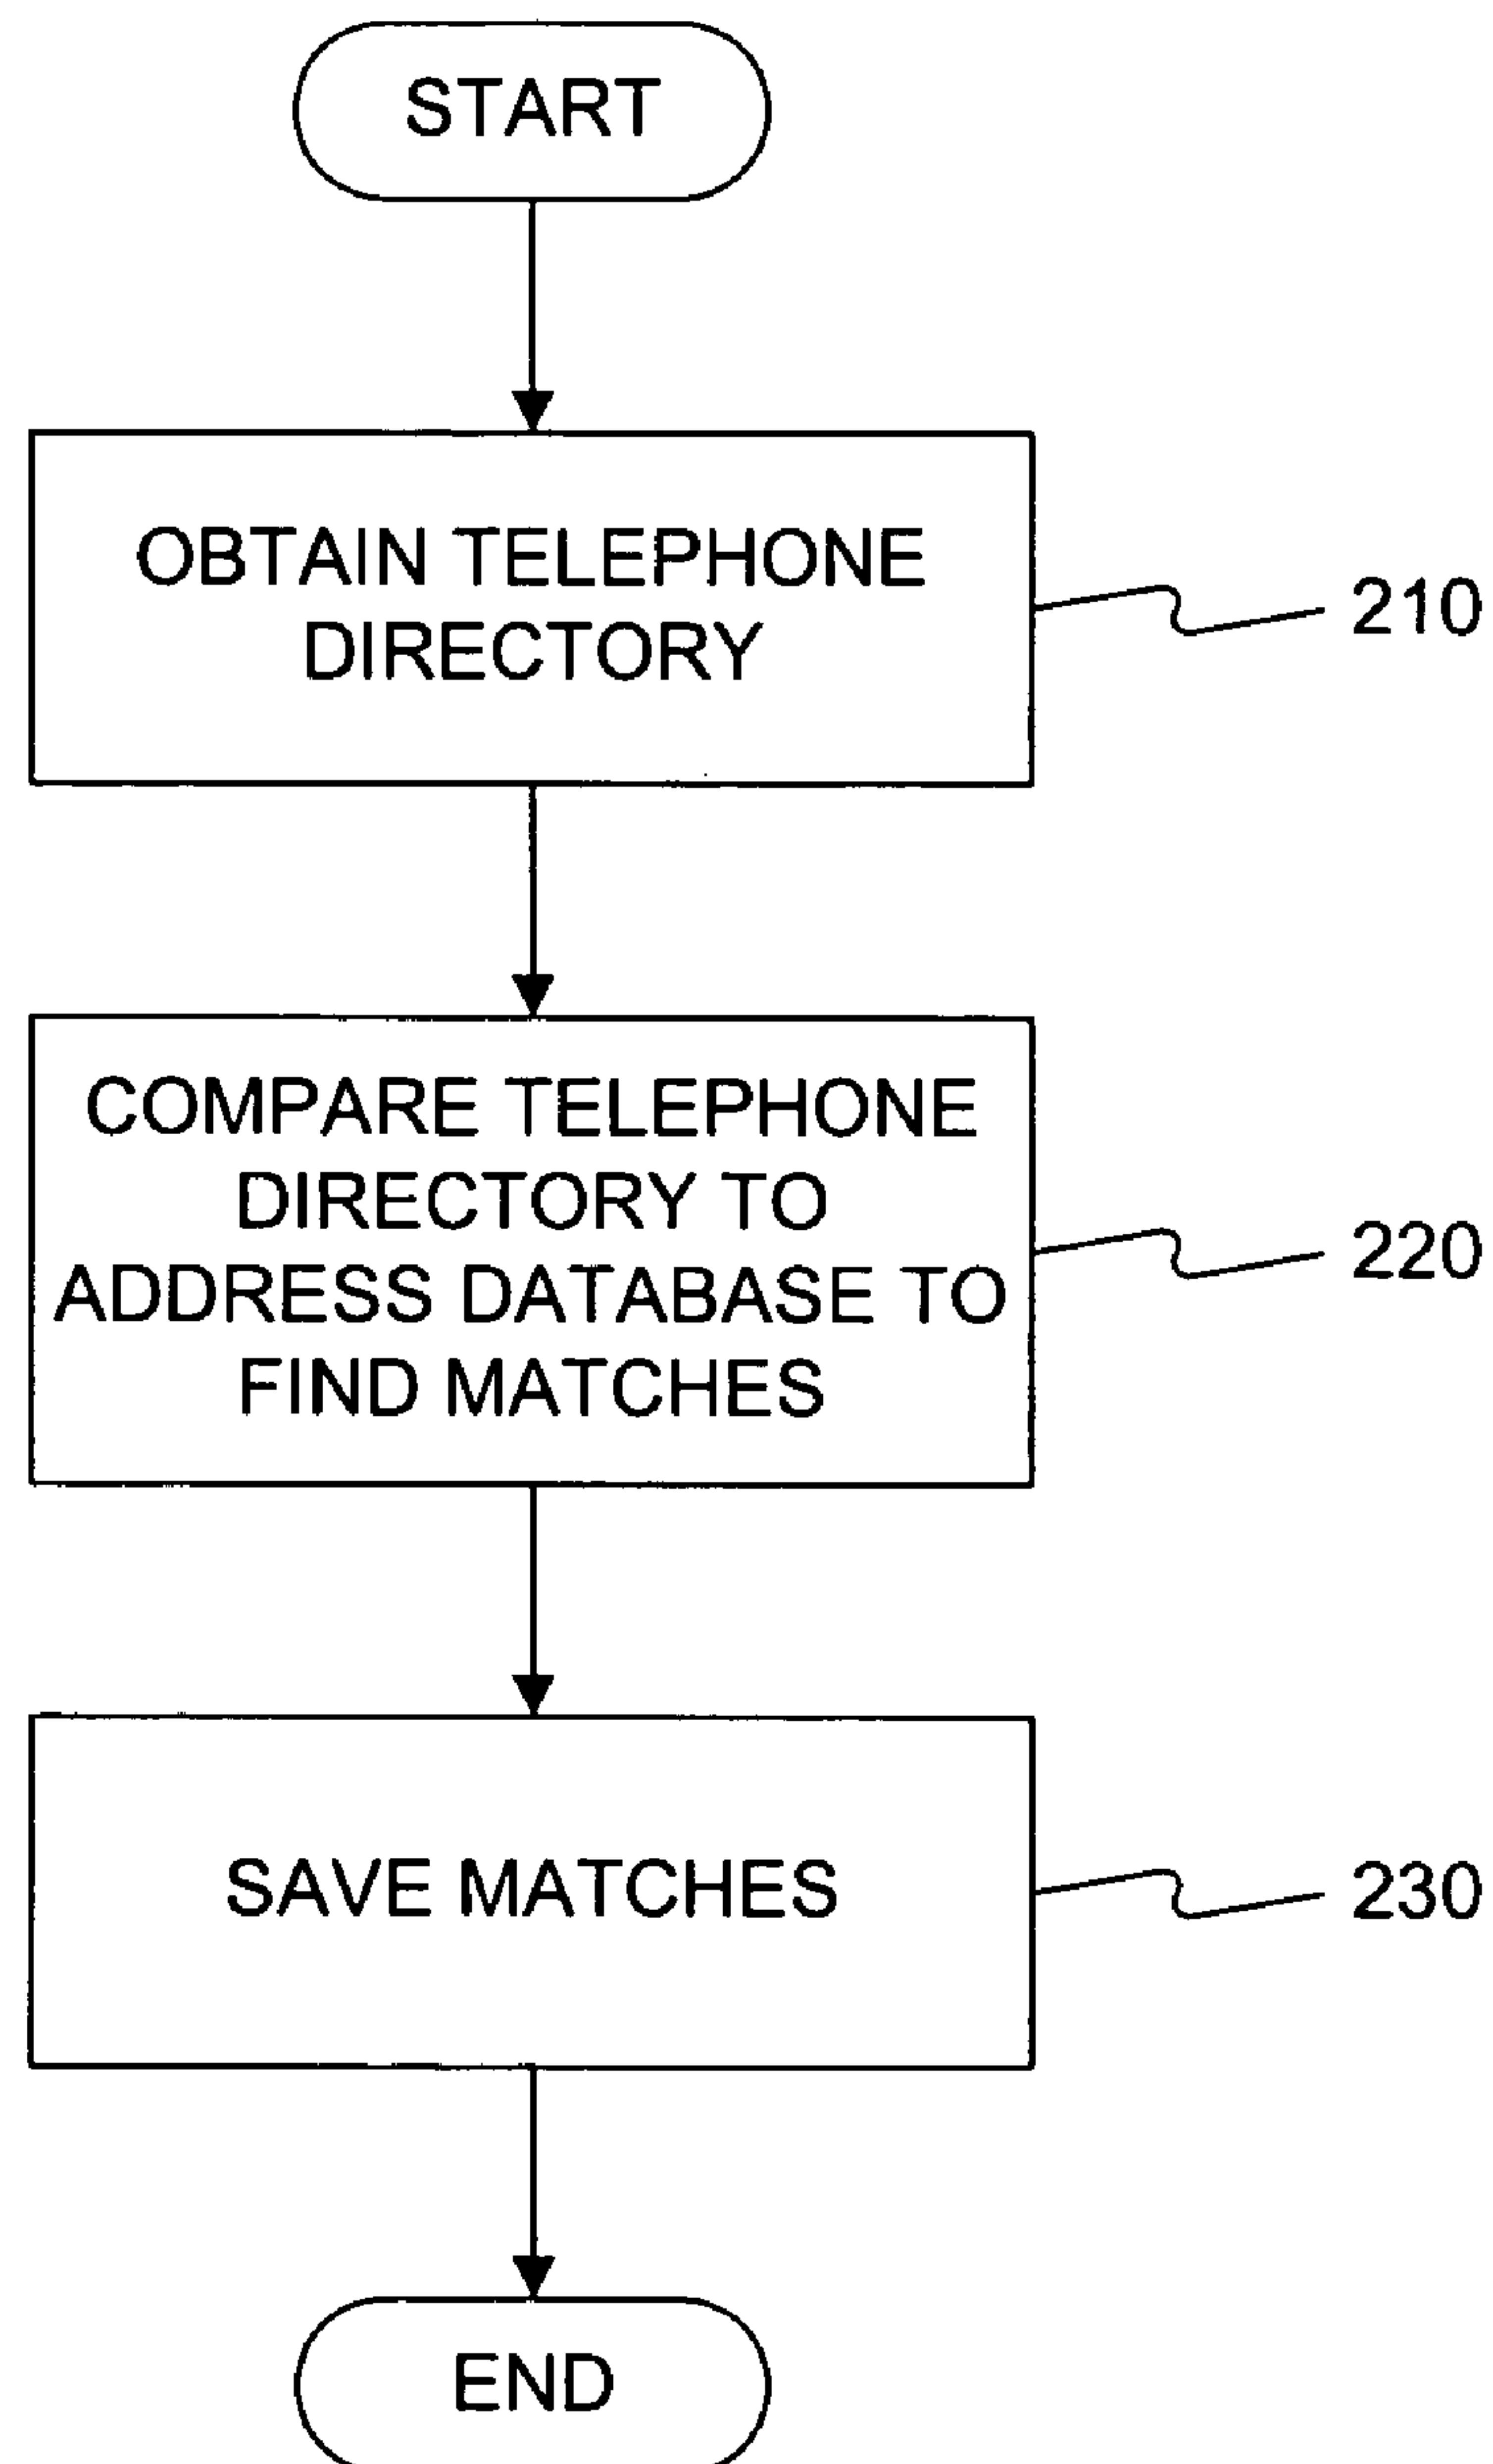 START
OBTAIN TELEPHONE
DIRECTORY
210
COMPARE TELEPHONE
DIRECTORY TO
ADDRESS DATABASE TO
FIND MATCHES
220
SAVE MATCHES
230
END